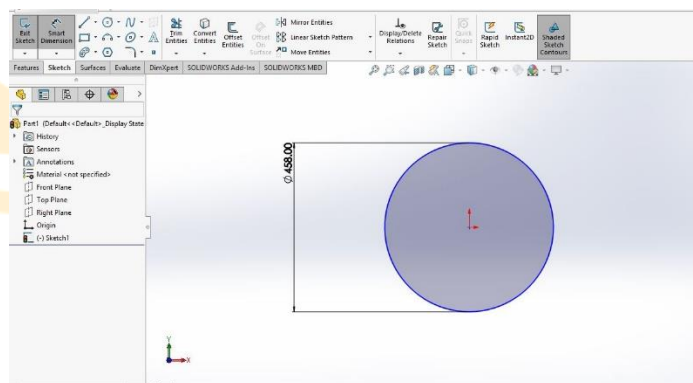 Exit Sketch
Smart Dimension
Trim Entities
Convert Entities
Offset Entities
Offset On Surface
Mirror Entities
Linear Sketch Pattern
Move Entities
Display/Delete Relations
Repair Sketch
Quick Snaps
Rapid Sketch
Instant2D
Shaded Sketch Contours
Features Sketch Surfaces Evaluate DimXpert SOLIDWORKS Add-Ins SOLIDWORKS MBD
Part1 (Default<<Default>_Display State
History
Sensors
Annotations
Material <not specified>
Front Plane
Top Plane
Right Plane
Origin
(-) Sketch1
Ø 458.00
Y
X